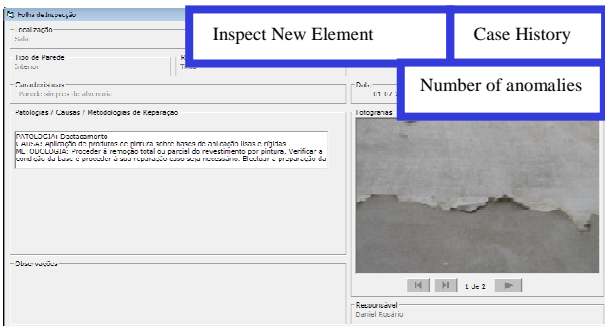 Folha de Inspecção
Inspect New Element
Case History
Number of anomalies
Localização
Sala
Tipo de Parede
Interior
Características
Parede simples de alvenaria
Data
Patologias / Causas / Metodologias de Reparação
Fotografias
PATOLOGIA: Destacamento
CAUSA: Aplicação de produtos de pintura sobre bases de aplicação lisas e rígidas
METODOLOGIA: Proceder à remoção total ou parcial do revestimento por pintura. Verificar a
condição da base e proceder à sua reparação caso seja necessário. Efectuar a preparação da
Observações
1 de 2
Responsável
Daniel Rosário